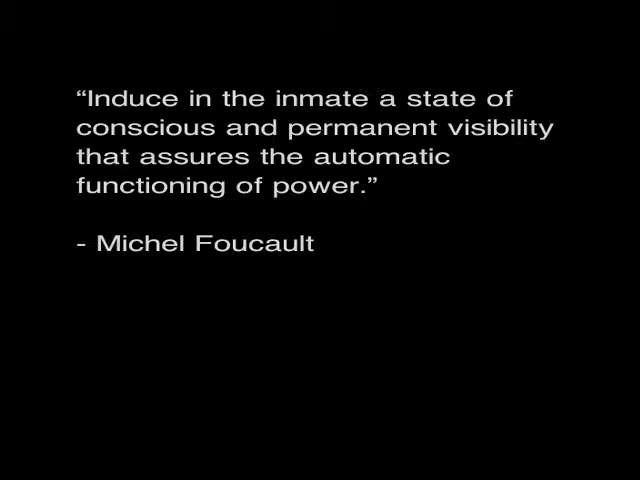 “Induce in the inmate a state of
conscious and permanent visibility
that assures the automatic
functioning of power.”
- Michel Foucault